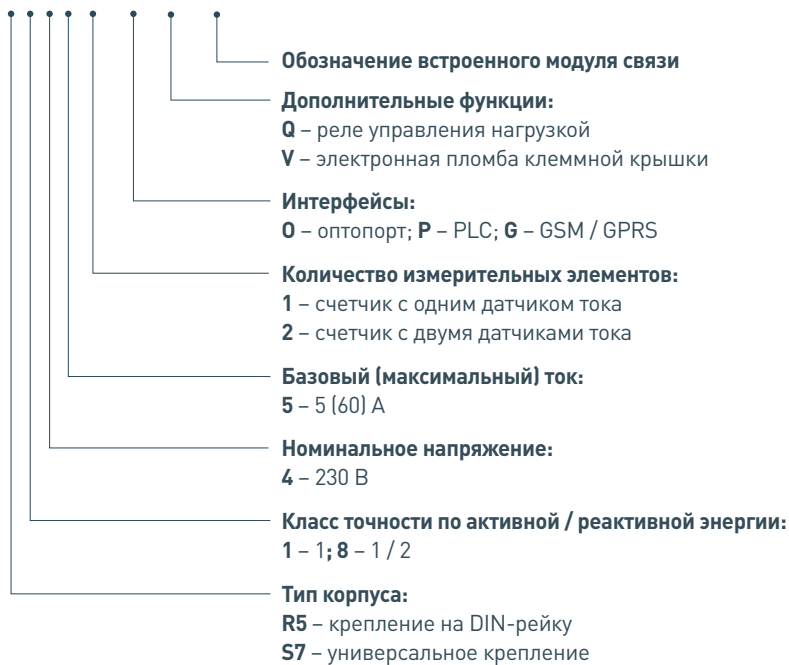 Обозначение встроенного модуля связи
Дополнительные функции:
Q – реле управления нагрузкой
V – электронная пломба клеммной крышки
Интерфейсы:
O – оптопорт; P – PLC; G – GSM / GPRS
Количество измерительных элементов:
1 – счетчик с одним датчиком тока
2 – счетчик с двумя датчиками тока
Базовый (максимальный) ток:
5 – 5 (60) А
Номинальное напряжение:
4 – 230 В
Класс точности по активной / реактивной энергии:
1 – 1; 8 – 1 / 2
Тип корпуса:
R5 – крепление на DIN-рейку
S7 – универсальное крепление